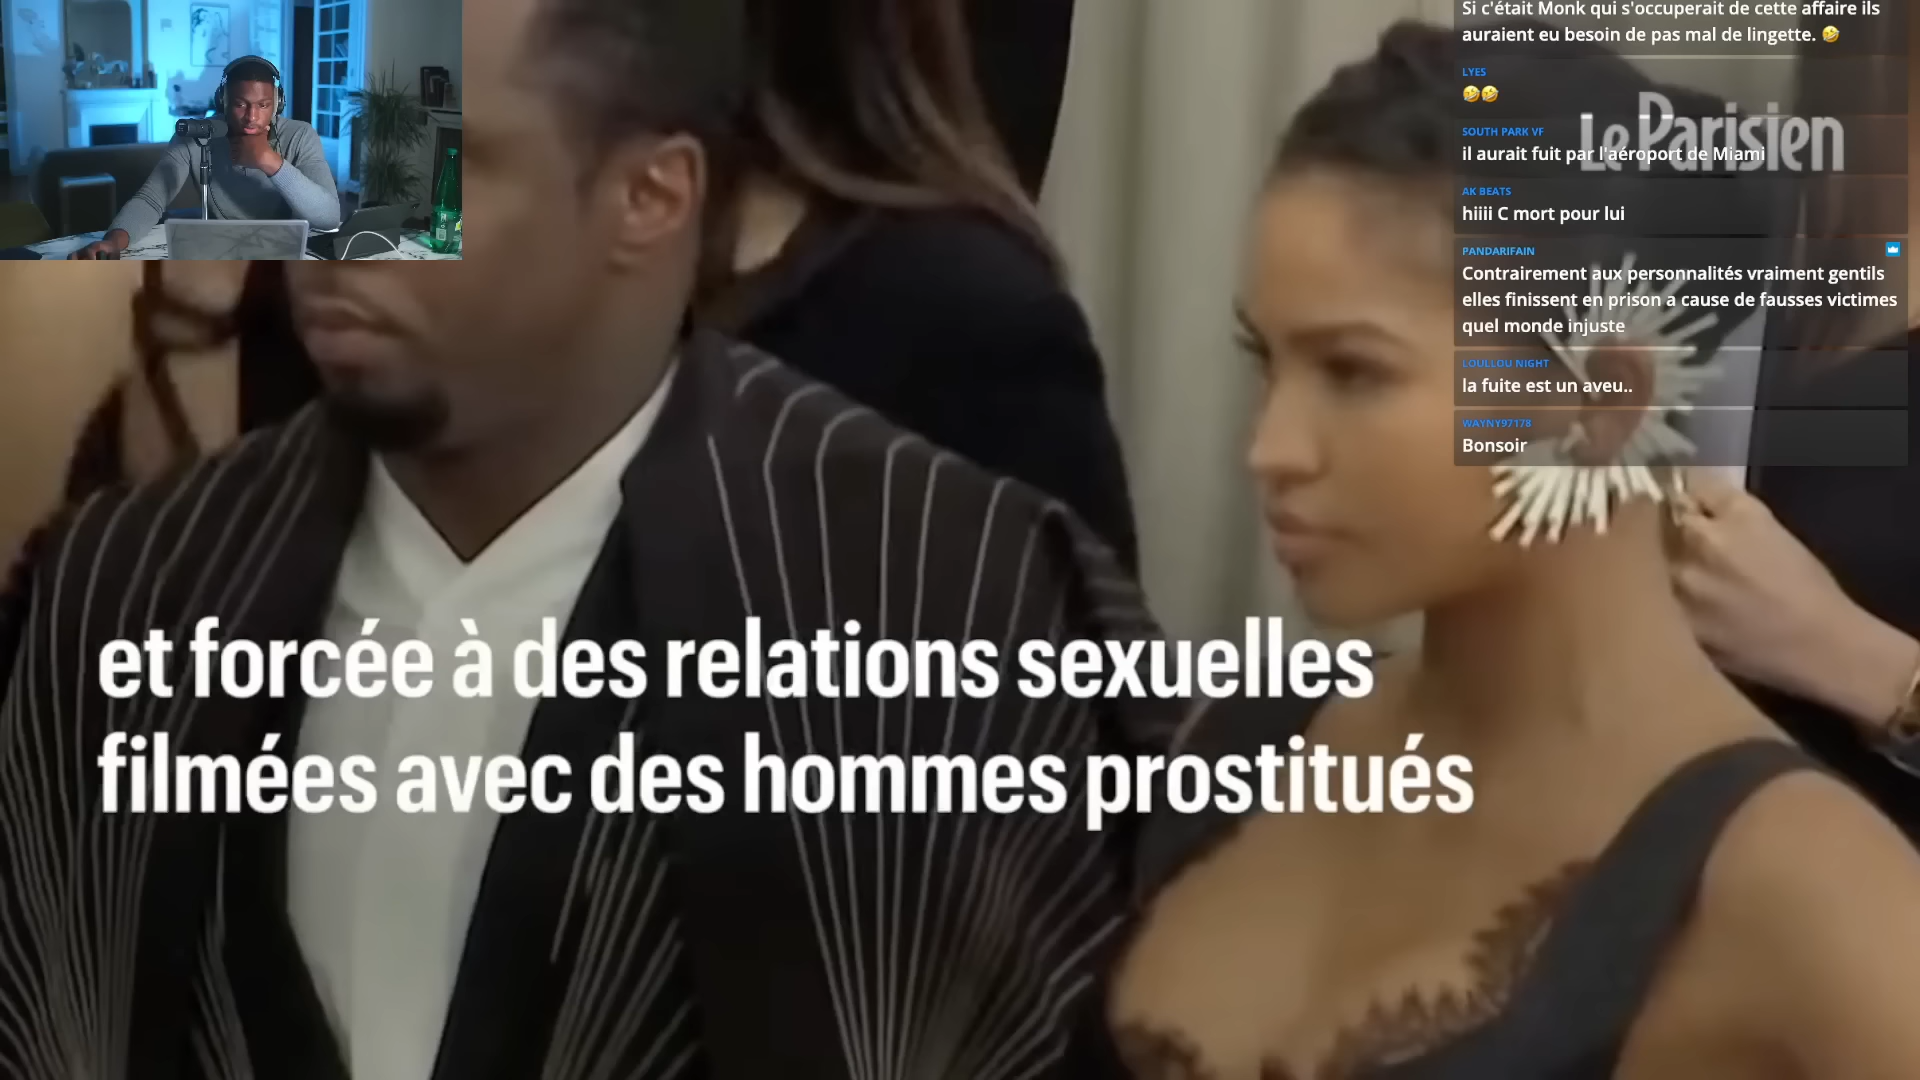 Si c'était Monk qui s'occuperait de cette affaire ils
auraient eu besoin de pas mal de lingette. 🤣
LYES
🤣🤣
SOUTH PARK VF
il aurait fuit par l'aéroport de Miami
AK BEATS
hiiii C mort pour lui
PANDARIFAIN
Contrairement aux personnalités vraiment gentils
elles finissent en prison a cause de fausses victimes
quel monde injuste
LOULLOU NIGHT
la fuite est un aveu..
WAYNY97178
Bonsoir
Le Parisien
et forcée à des relations sexuelles
filmées avec des hommes prostitués